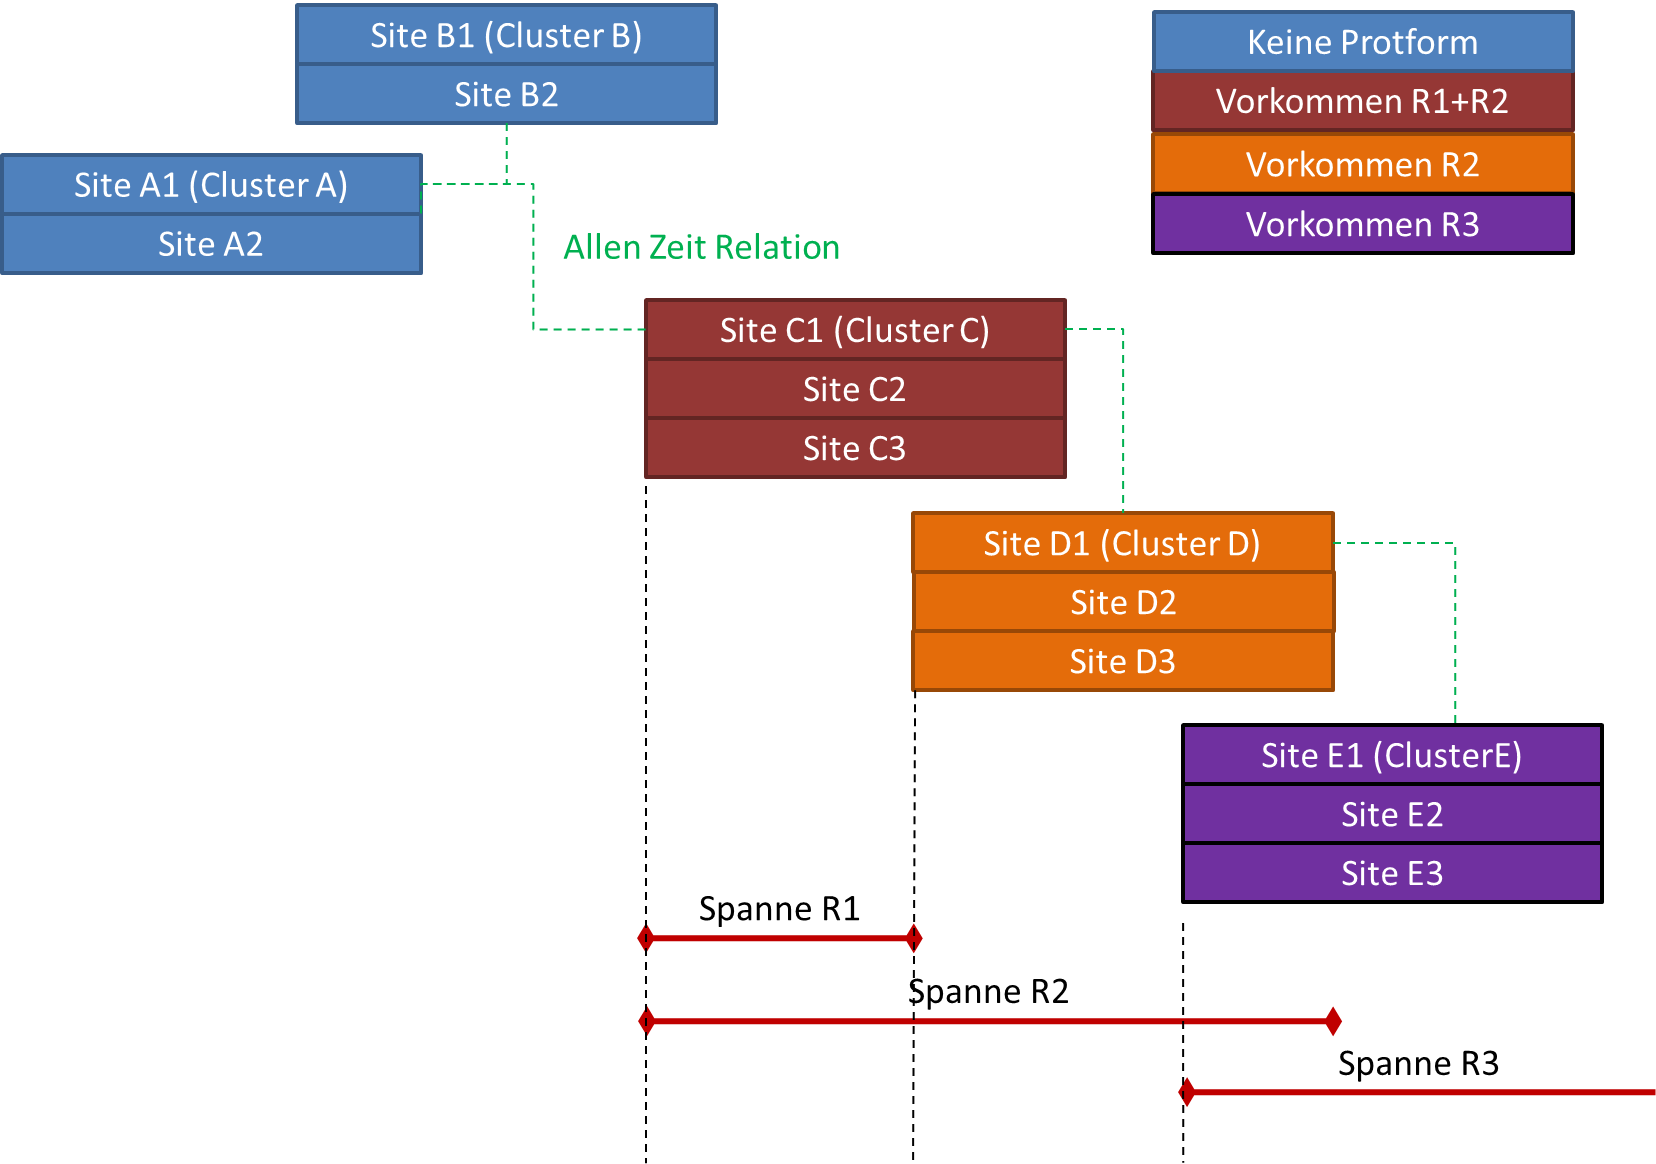 Site B1 (Cluster B)
Site B2
Site A1 (Cluster A)
Site A2
Keine Protform
Vorkommen R1+R2
Vorkommen R2
Vorkommen R3
Allen Zeit Relation
Site C1 (Cluster C)
Site C2
Site C3
Site D1 (Cluster D)
Site D2
Site D3
Site E1 (ClusterE)
Site E2
Site E3
Spanne R1
Spanne R2
Spanne R3